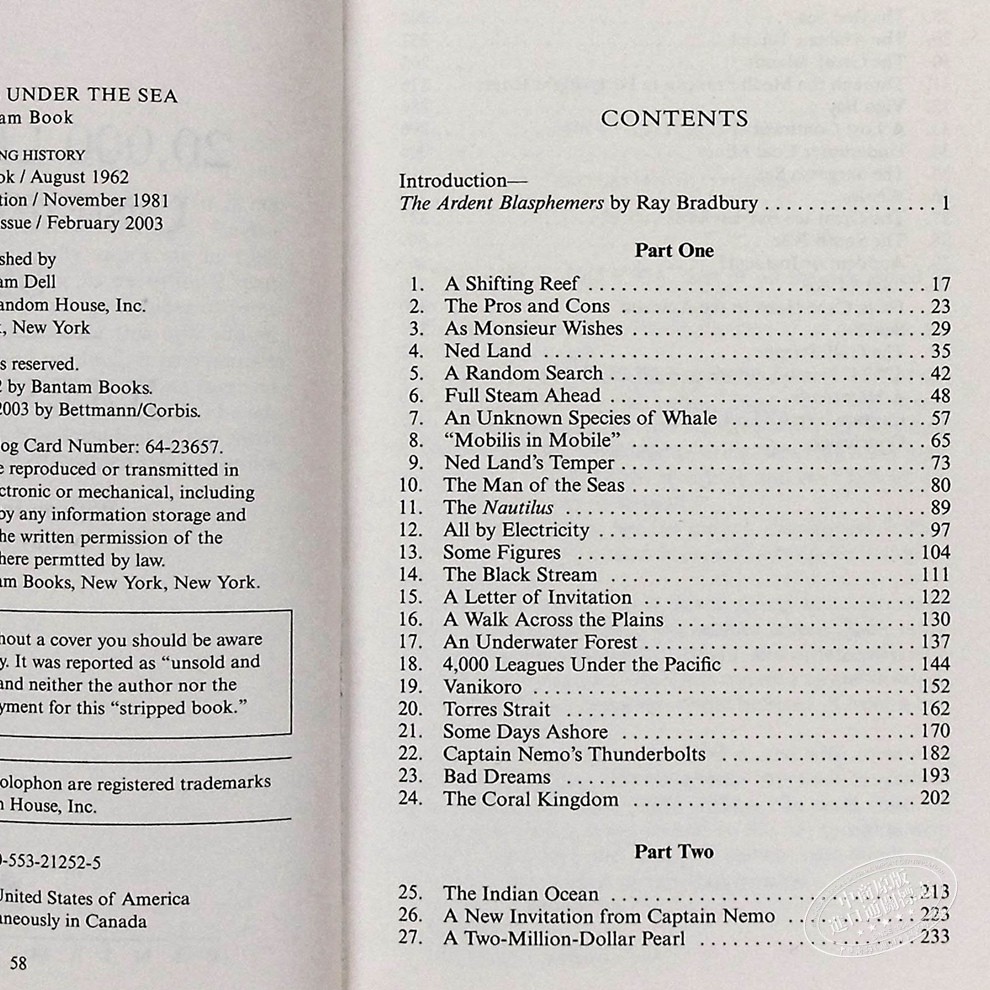 UNDER THE SEA
am Book
NG HISTORY
ok / August 1962
tion / November 1981
issue / February 2003
shed by
am Dell
andom House, Inc.
, New York
s reserved.
2 by Bantam Books.
2003 by Bettmann/Corbis.
og Card Number: 64-23657.
e reproduced or transmitted in
ctronic or mechanical, including
by any information storage and
he written permission of the
here permtted by law.
am Books, New York, New York.
hout a cover you should be aware
y. It was reported as “unsold and
and neither the author nor the
yment for this “stripped book.”
olophon are registered trademarks
n House, Inc.
0-553-21252-5
United States of America
aneously in Canada
58
CONTENTS
Introduction—
The Ardent Blasphemers by Ray Bradbury . . . . . . . . . . . . . . . . . 1
Part One
1. A Shifting Reef . . . . . . . . . . 17
2. The Pros and Cons . . . . . . . . . . 23
3. As Monsieur Wishes . . . . . . . . . . 29
4. Ned Land . . . . . . . . . . 35
5. A Random Search . . . . . . . . . . 42
6. Full Steam Ahead . . . . . . . . . . 48
7. An Unknown Species of Whale . . . . . . . . . . 57
8. “Mobilis in Mobile” . . . . . . . . . . 65
9. Ned Land’s Temper . . . . . . . . . . 73
10. The Man of the Seas . . . . . . . . . . 80
11. The Nautilus . . . . . . . . . . 89
12. All by Electricity . . . . . . . . . . 97
13. Some Figures . . . . . . . . . . 104
14. The Black Stream . . . . . . . . . . 111
15. A Letter of Invitation . . . . . . . . . . 122
16. A Walk Across the Plains . . . . . . . . . . 130
17. An Underwater Forest . . . . . . . . . . 137
18. 4,000 Leagues Under the Pacific . . . . . . . . . . 144
19. Vanikoro . . . . . . . . . . 152
20. Torres Strait . . . . . . . . . . 162
21. Some Days Ashore . . . . . . . . . . 170
22. Captain Nemo’s Thunderbolts . . . . . . . . . . 182
23. Bad Dreams . . . . . . . . . . 193
24. The Coral Kingdom . . . . . . . . . . 202
Part Two
25. The Indian Ocean . . . . . . . . . . 213
26. A New Invitation from Captain Nemo . . . . . . . . . . 223
27. A Two-Million-Dollar Pearl . . . . . . . . . . 233
中商原版